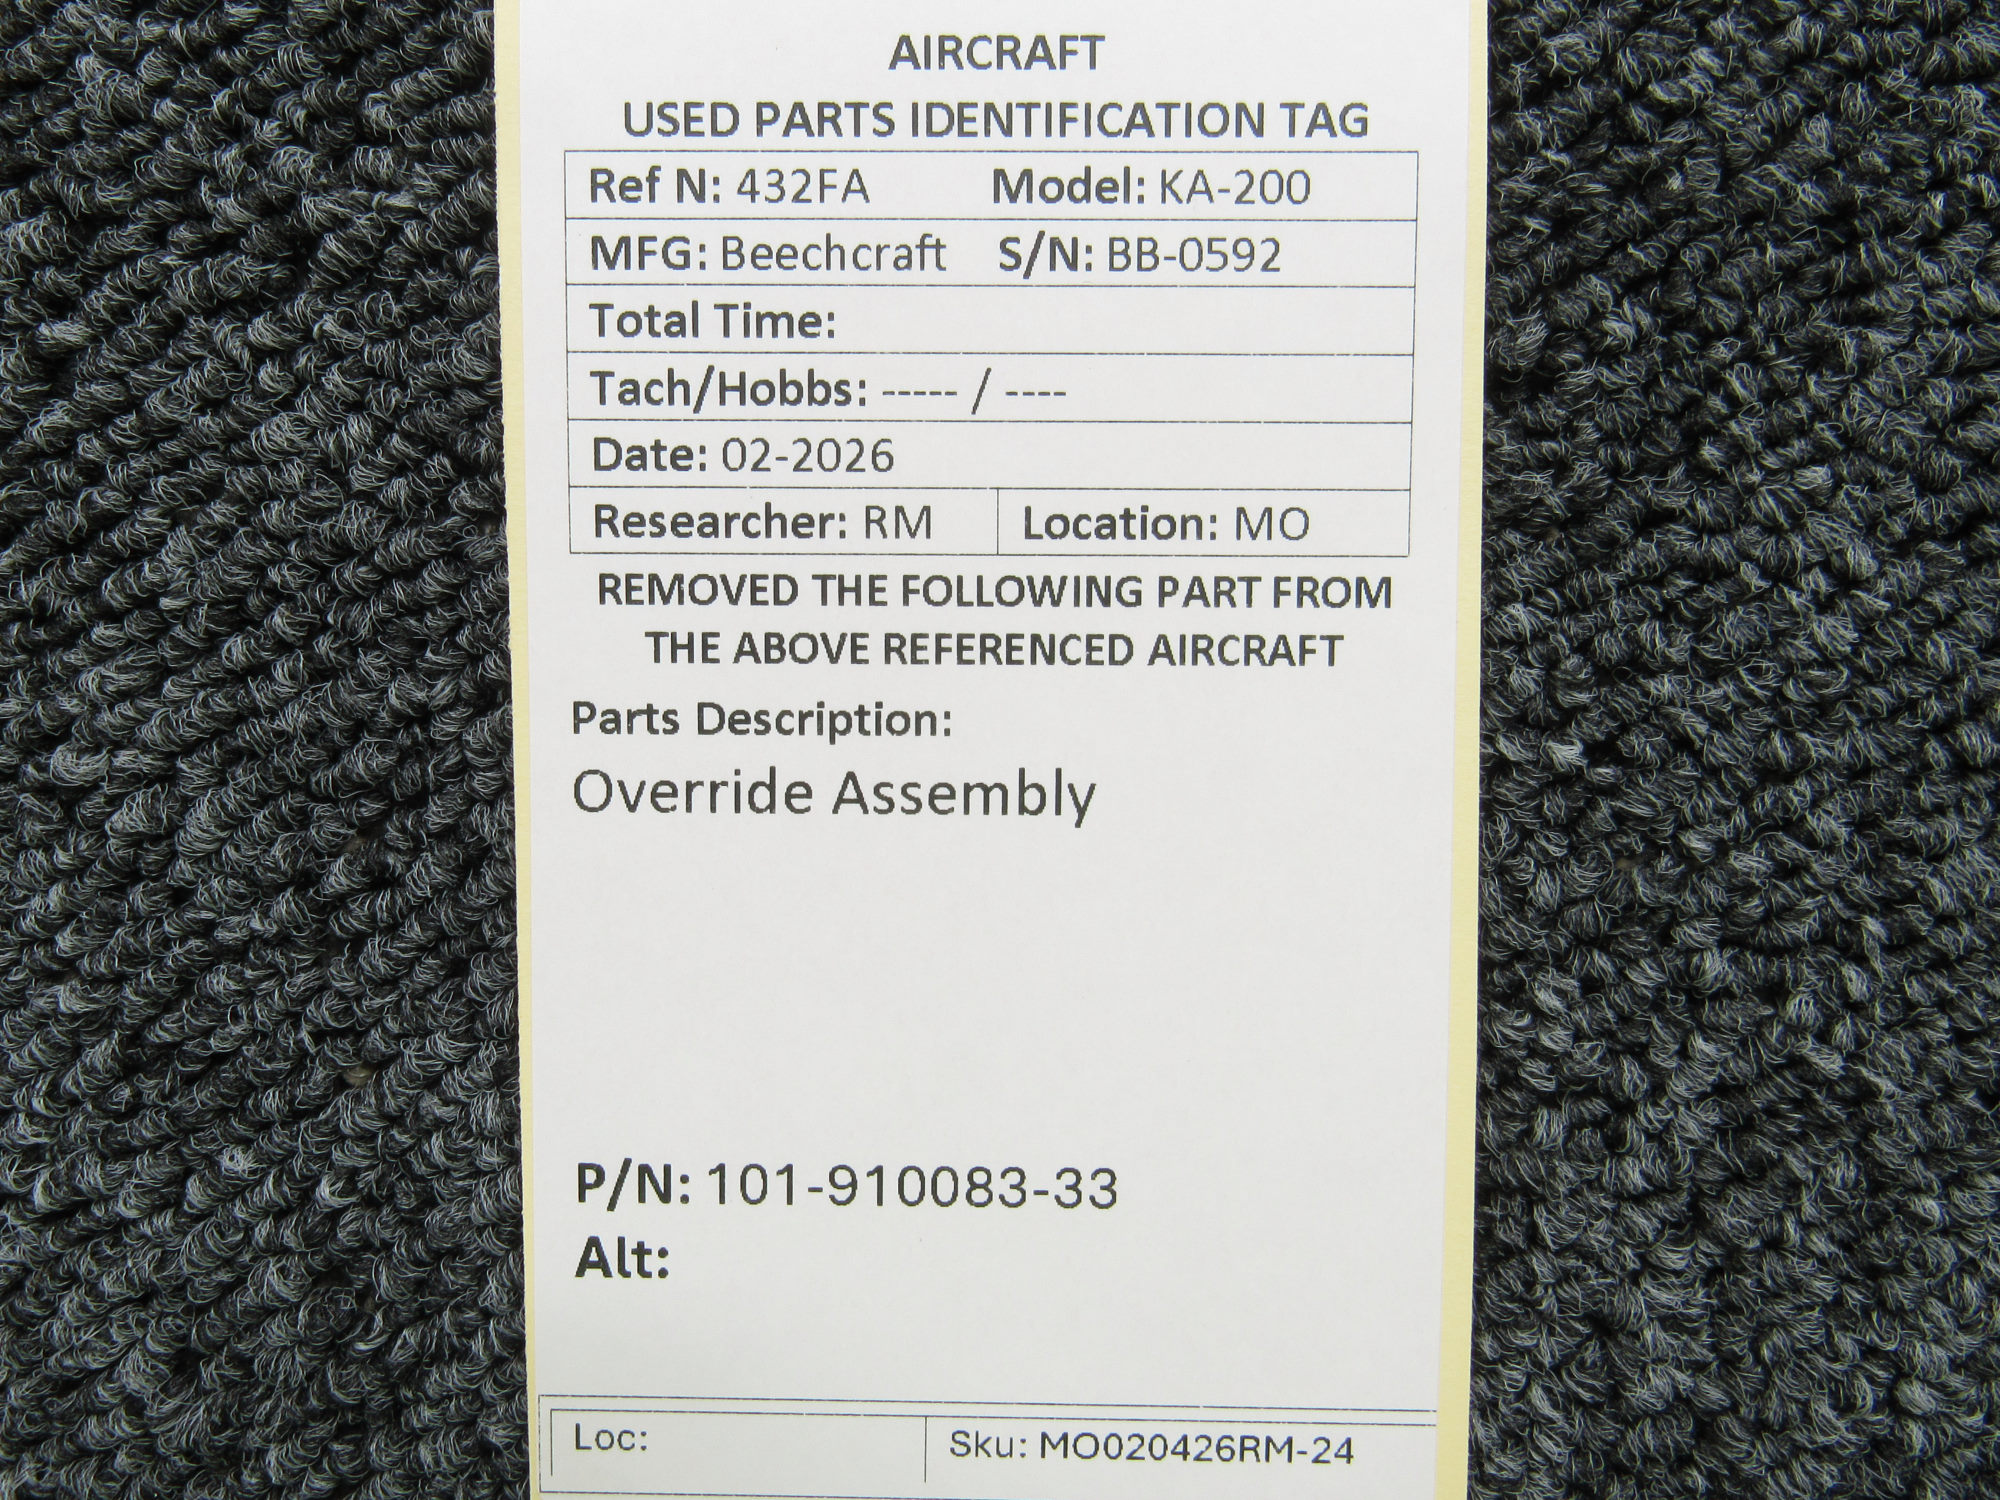 AIRCRAFT
USED PARTS IDENTIFICATION TAG
Ref N: 432FA Model: KA-200
MFG: Beechcraft S/N: BB-0592
Total Time:
Tach/Hobbs: ----- / ----
Date: 02-2026
Researcher: RM Location: MO
REMOVED THE FOLLOWING PART FROM
THE ABOVE REFERENCED AIRCRAFT
Parts Description:
Override Assembly
P/N: 101-910083-33
Alt:
Loc: Sku: MO020426RM-24